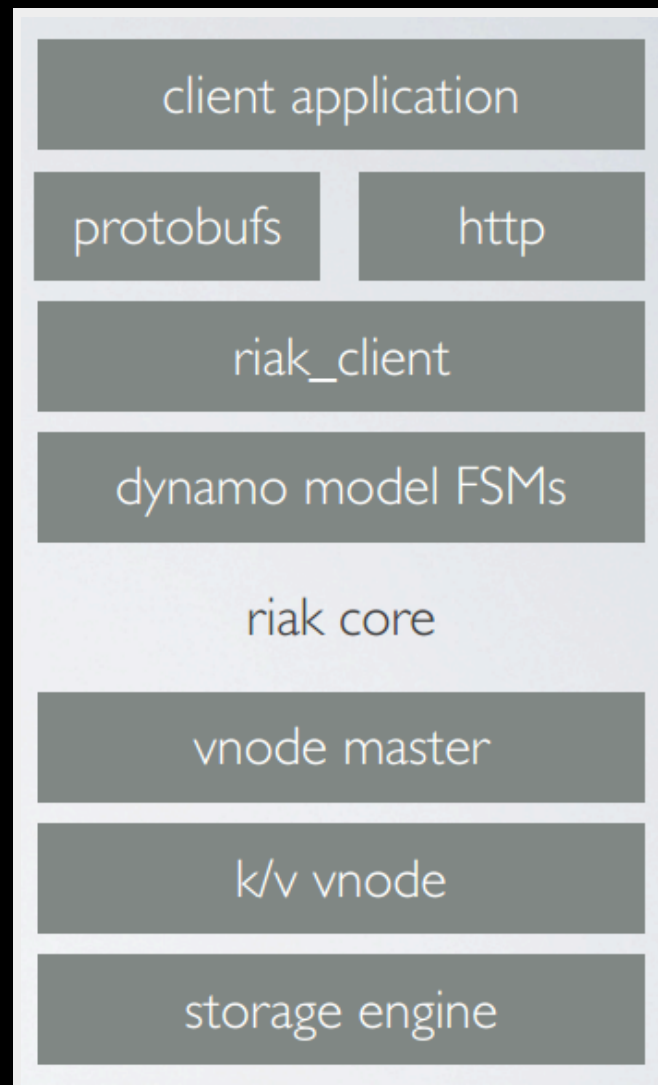 client application
protobufs
http
riak_client
dynamo model FSMs
riak core
vnode master
k/v vnode
storage engine